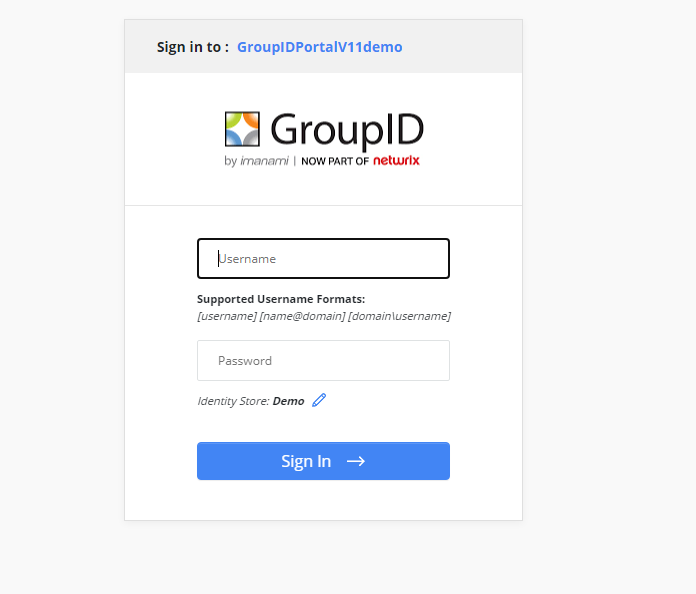 Sign in to : GroupIDPortalV11demo
GroupID
by imanami | NOW PART OF netwrix
Username
Supported Username Formats:
[username] [name@domain] [domain\username]
Password
Identity Store: Demo
Sign In